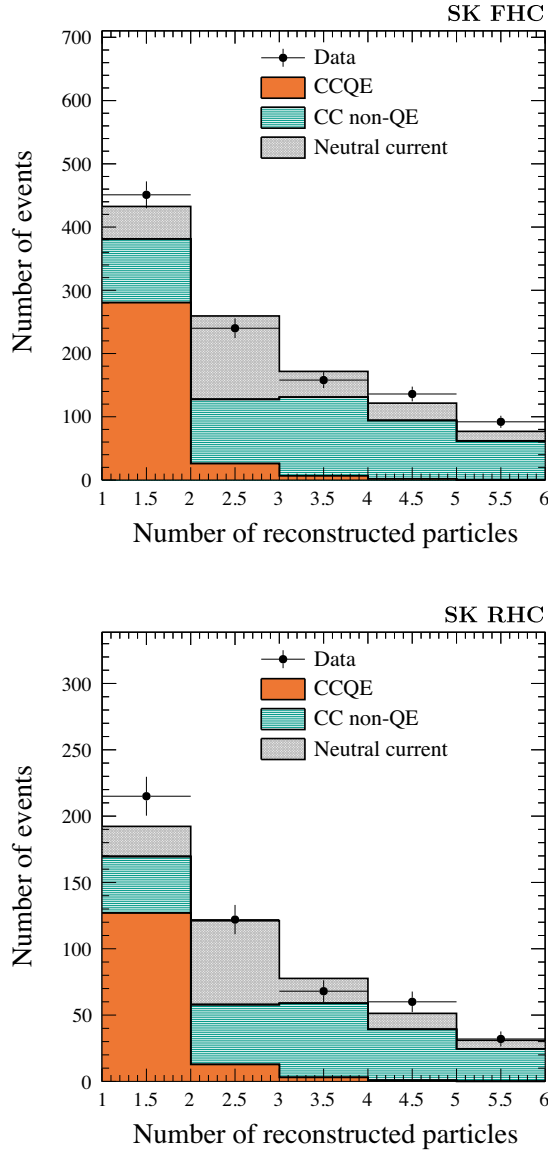 SK FHC
700
600
500
400
300
200
100
0
Number of events
Data
CCQE
CC non-QE
Neutral current
1 1.5 2 2.5 3 3.5 4 4.5 5 5.5 6
Number of reconstructed particles
SK RHC
300
250
200
150
100
50
0
Number of events
Data
CCQE
CC non-QE
Neutral current
1 1.5 2 2.5 3 3.5 4 4.5 5 5.5 6
Number of reconstructed particles